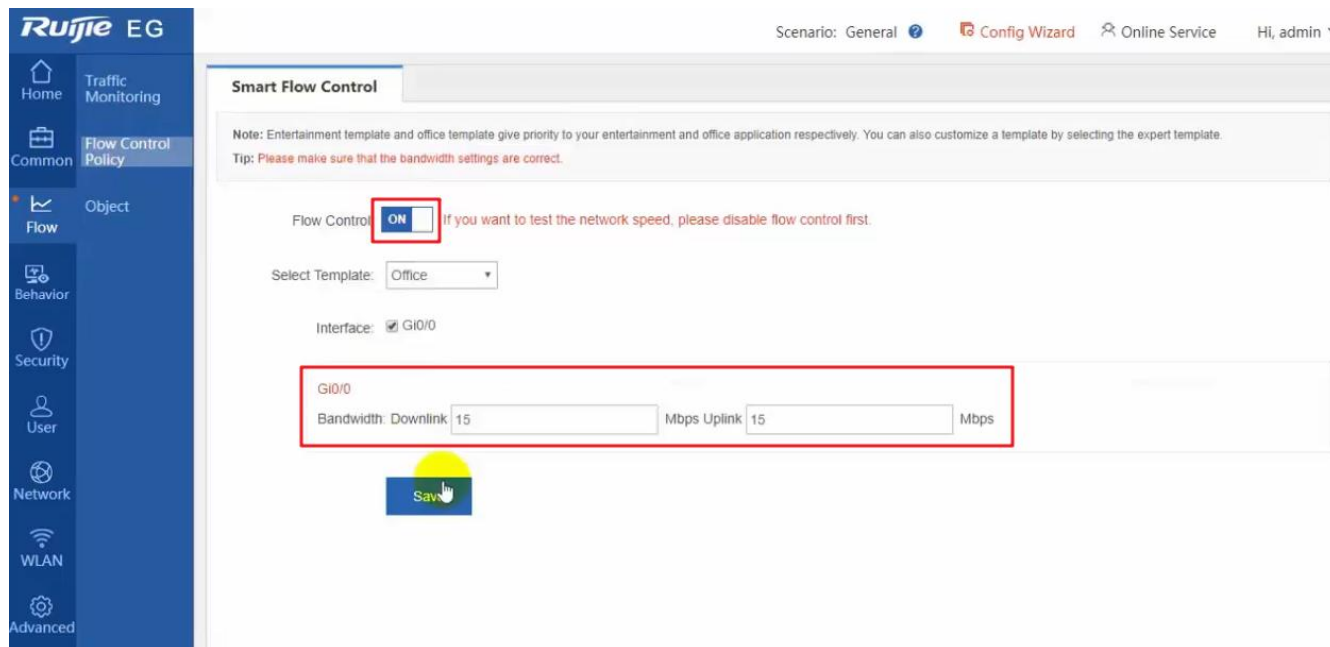 Ruijie EG
Scenario: General ? Config Wizard Online Service Hi, admin
Home
Common
Flow
Behavior
Security
User
Network
WLAN
Advanced
Traffic
Monitoring
Flow Control
Policy
Object
Smart Flow Control
Note: Entertainment template and office template give priority to your entertainment and office application respectively. You can also customize a template by selecting the expert template.
Tip: Please make sure that the bandwidth settings are correct.
Flow Control ON If you want to test the network speed, please disable flow control first.
Select Template: Office
Interface: Gi0/0
Gi0/0
Bandwidth: Downlink 15 Mbps Uplink 15 Mbps
Save